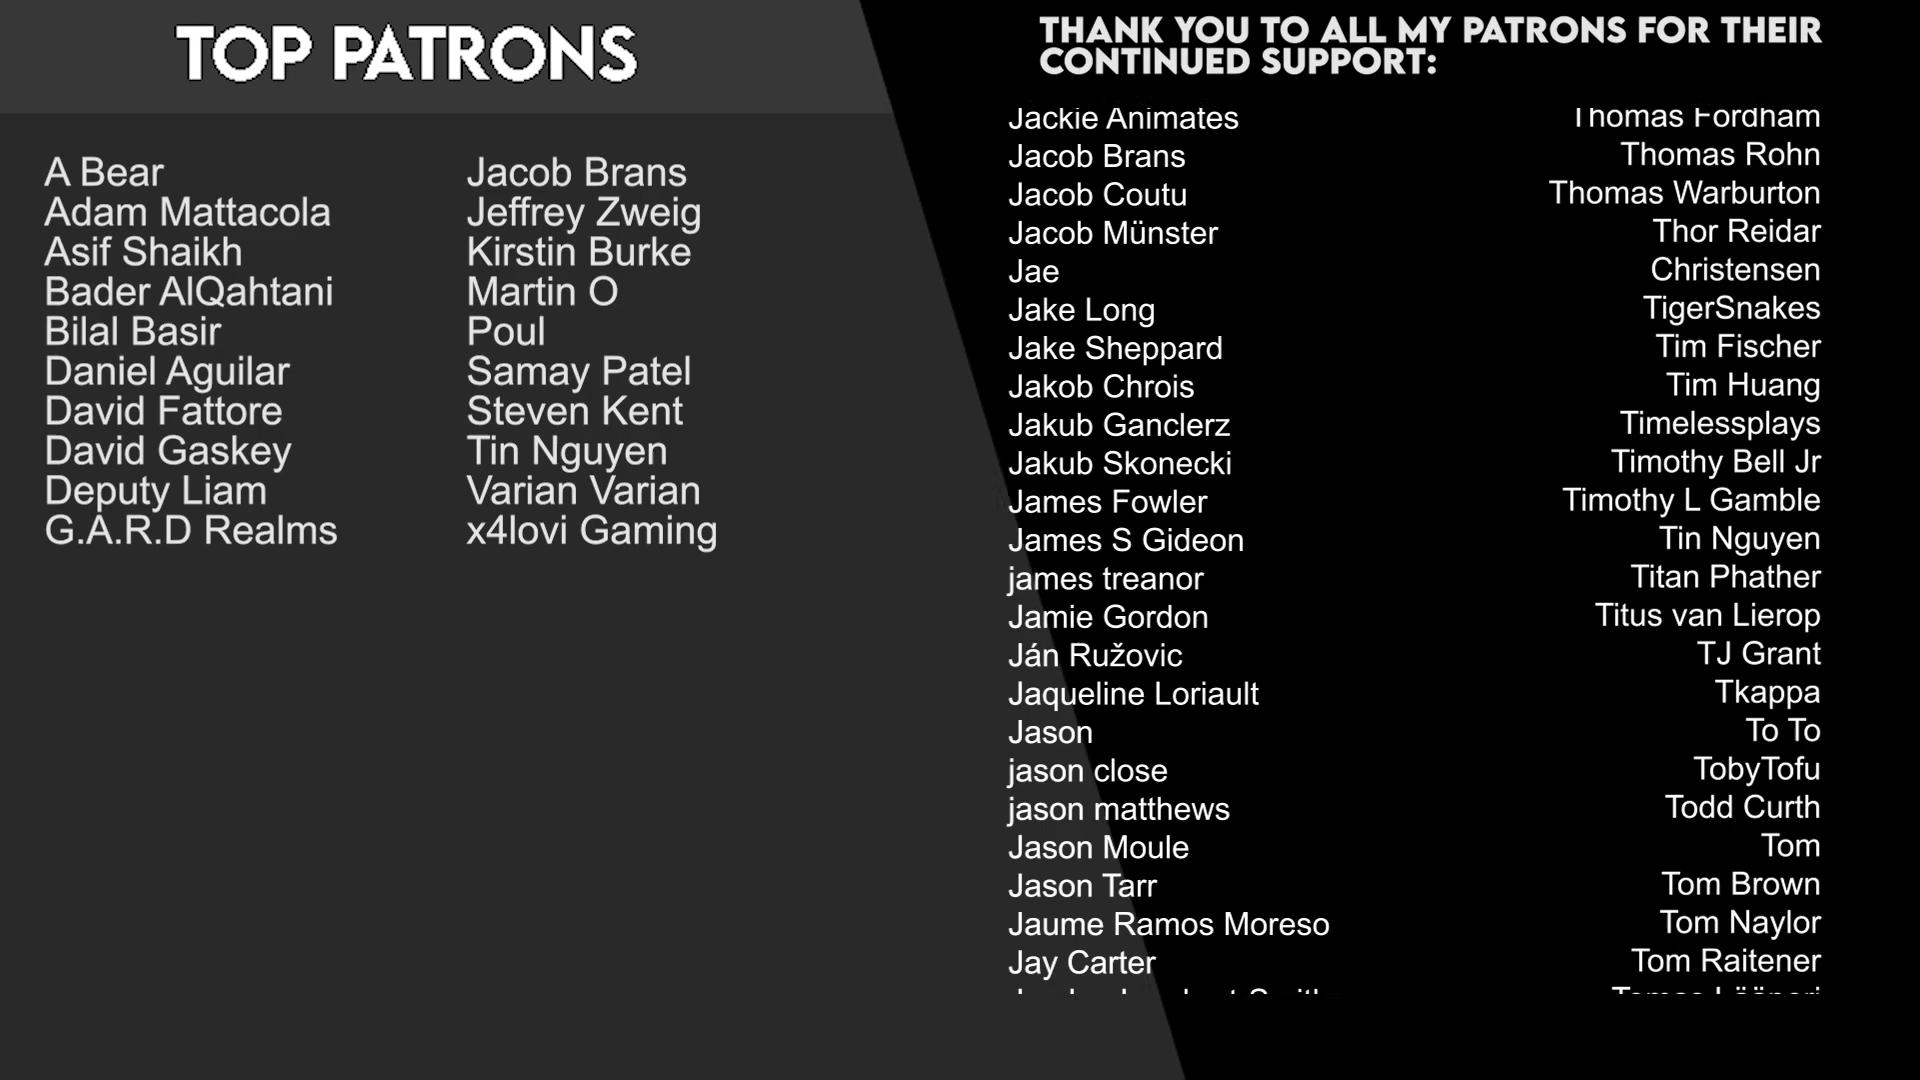 TOP PATRONS
A Bear
Adam Mattacola
Asif Shaikh
Bader AlQahtani
Bilal Basir
Daniel Aguilar
David Fattore
David Gaskey
Deputy Liam
G.A.R.D Realms
Jacob Brans
Jeffrey Zweig
Kirstin Burke
Martin O
Poul
Samay Patel
Steven Kent
Tin Nguyen
Varian Varian
x4lovi Gaming
THANK YOU TO ALL MY PATRONS FOR THEIR
CONTINUED SUPPORT:
Jackie Animates
Jacob Brans
Jacob Coutu
Jacob Münster
Jae
Jake Long
Jake Sheppard
Jakob Chrois
Jakub Ganclerz
Jakub Skonecki
James Fowler
James S Gideon
james treanor
Jamie Gordon
Ján Ružovic
Jaqueline Loriault
Jason
jason close
jason matthews
Jason Moule
Jason Tarr
Jaume Ramos Moreso
Jay Carter
Thomas Fordham
Thomas Rohn
Thomas Warburton
Thor Reidar
Christensen
TigerSnakes
Tim Fischer
Tim Huang
Timelessplays
Timothy Bell Jr
Timothy L Gamble
Tin Nguyen
Titan Phather
Titus van Lierop
TJ Grant
Tkappa
To To
TobyTofu
Todd Curth
Tom
Tom Brown
Tom Naylor
Tom Raitener